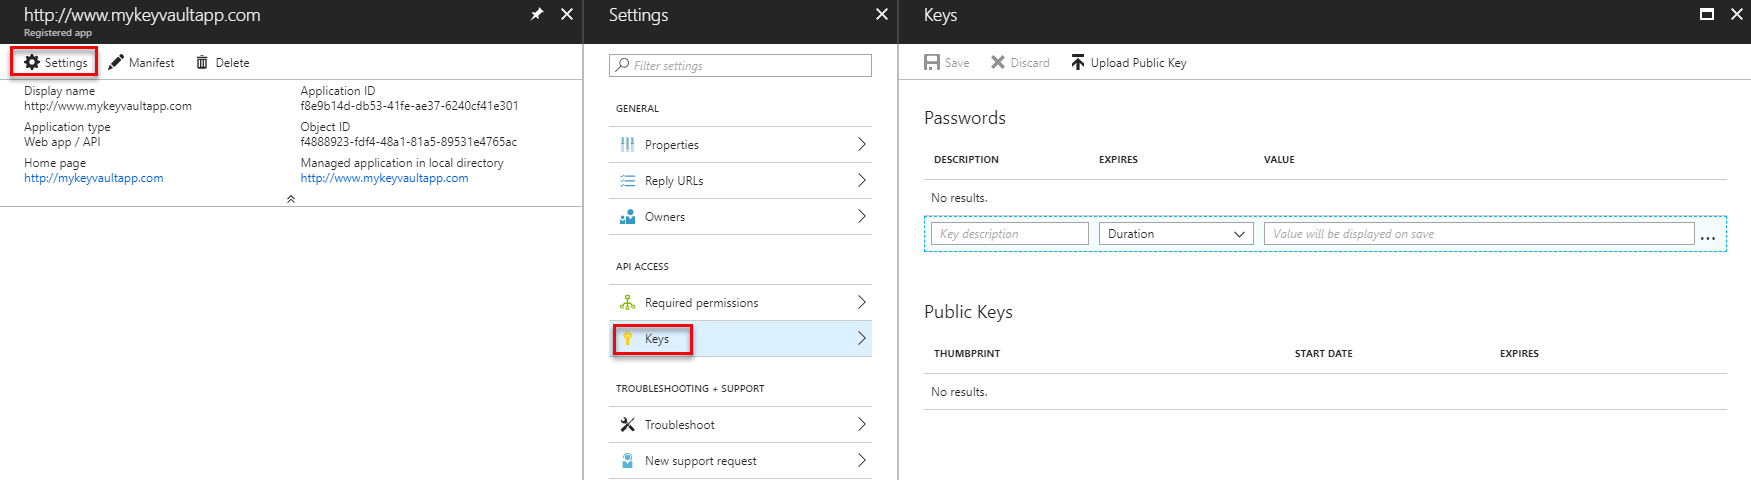 http://www.mykeyvaultapp.com
Registered app
Settings Manifest Delete
Display name
http://www.mykeyvaultapp.com
Application type
Web app / API
Home page
http://mykeyvaultapp.com
Application ID
f8e9b14d-db53-41fe-ae37-6240cf41e301
Object ID
f4888923-fdf4-48a1-81a5-89531e4765ac
Managed application in local directory
http://www.mykeyvaultapp.com
Settings
Filter settings
GENERAL
Properties
Reply URLs
Owners
API ACCESS
Required permissions
Keys
TROUBLESHOOTING + SUPPORT
Troubleshoot
New support request
Keys
Save Discard Upload Public Key
Passwords
DESCRIPTION EXPIRES VALUE
No results.
Key description Duration Value will be displayed on save ...
Public Keys
THUMBPRINT START DATE EXPIRES
No results.